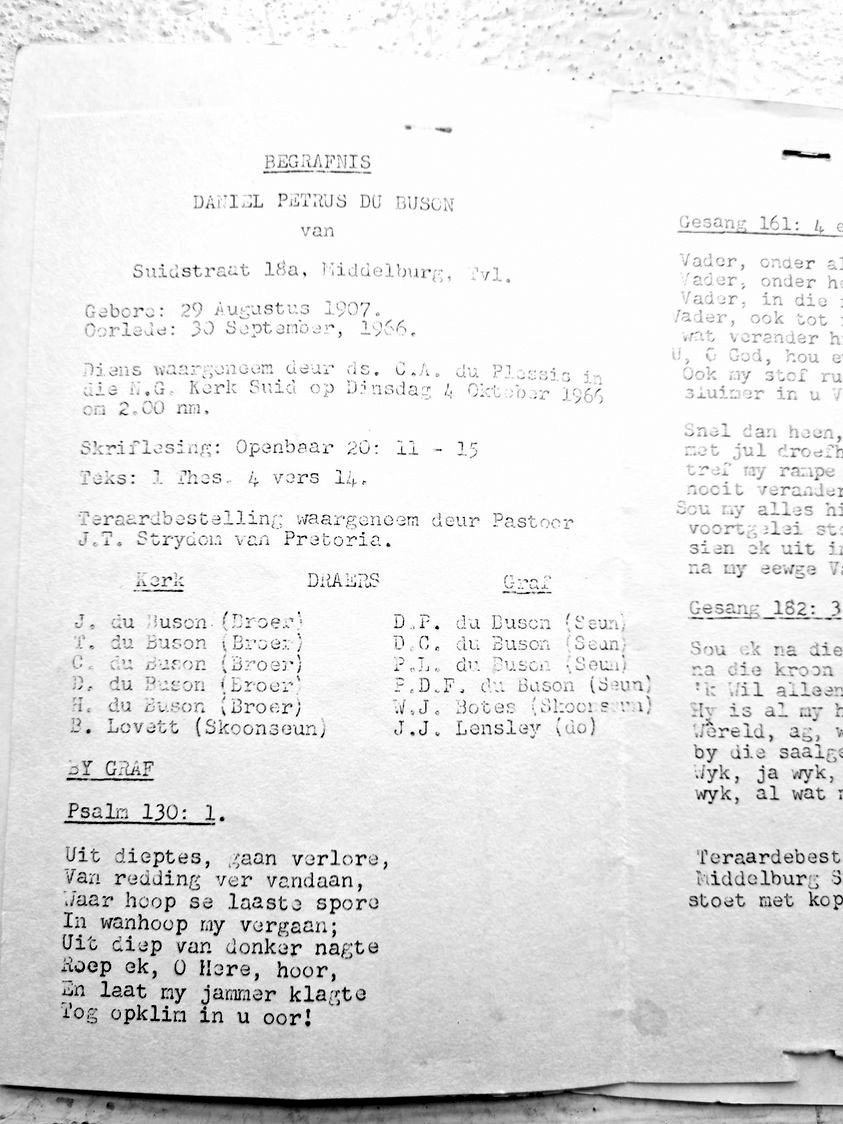 BEGRAFNIS
DANIEL PETRUS DU BUSON
van
Suidstraat 18a, Middelburg, Tvl.
Gebore: 29 Augustus 1907.
Oorlede: 30 September, 1966.
Diens waargeneem deur ds. C.A. du Plessis in
die N.G. Kerk Suid op Dinsdag 4 Oktober 1966
om 2.00 nm.
Skriflesing: Openbaar 20: 11 - 15
Teks: 1 Thes. 4 vers 14.
Teraardbestelling waargeneem deur Pastoor
J.T. Strydom van Pretoria.
Kerk DRAERS Graf
J. du Buson (Broer) D.P. du Buson (Seun)
T. du Buson (Broer) D.C. du Buson (Seun)
C. du Buson (Broer) P.L. du Buson (Seun)
D. du Buson (Broer) P.D.F. du Buson (Seun)
H. du Buson (Broer) W.J. Botes (Skoonseun)
B. Lovett (Skoonseun) J.J. Lensley (do)
BY GRAF
Psalm 130: 1.
Uit dieptes, gaan verlore,
Van redding ver vandaan,
Waar hoop se laaste spore
In wanhoop my vergaan;
Uit diep van donker nagte
Roep ek, O Here, hoor,
En laat my jammer klagte
Tog opklim in u oor!
Gesang 161: 4 e
Vader, onder al
Vader, onder he
Vader, in die
Vader, ook tot
wat verander h
U, O God, hou e
Ook my stof ru
sluimer in u V
Snel dan heen,
met jul droefh
tref my rampe
nooit verander
Sou my alles hi
voortgelei ste
sien ek uit i
na my eewge Va
Gesang 182: 3
Sou ek na die
na die kroon
'k Wil alleen
Hy is al my h
Wêreld, ag, w
by die saalge
Wyk, ja wyk,
wyk, al wat
Teraardebest
Middelburg S
stoet met kop